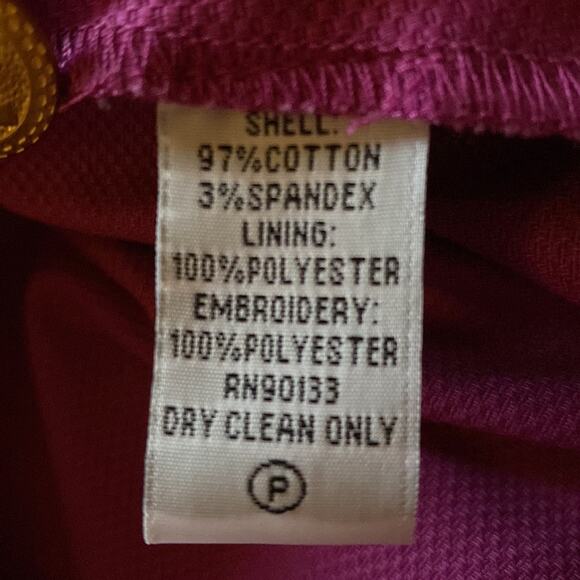 SHELL:
97%COTTON
3%SPANDEX
LINING:
100%POLYESTER
EMBROIDERY:
100%POLYESTER
RN90133
DRY CLEAN ONLY
P